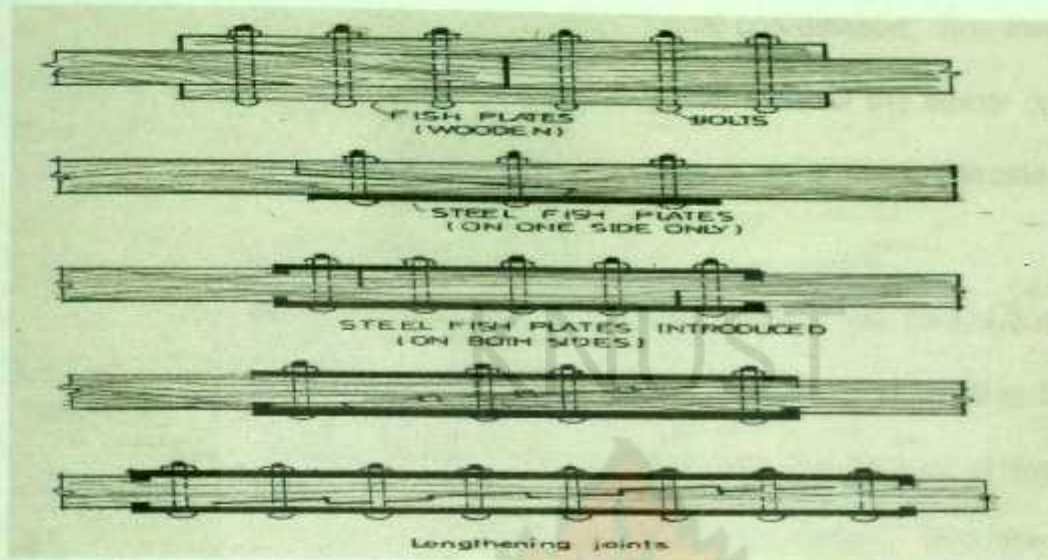 FISH PLATES
(WOODEN)
BOLTS
STEEL FISH PLATES
(ON ONE SIDE ONLY)
STEEL FISH PLATES INTRODUCED
(ON BOTH SIDES)
KNUST
Lengthening joints